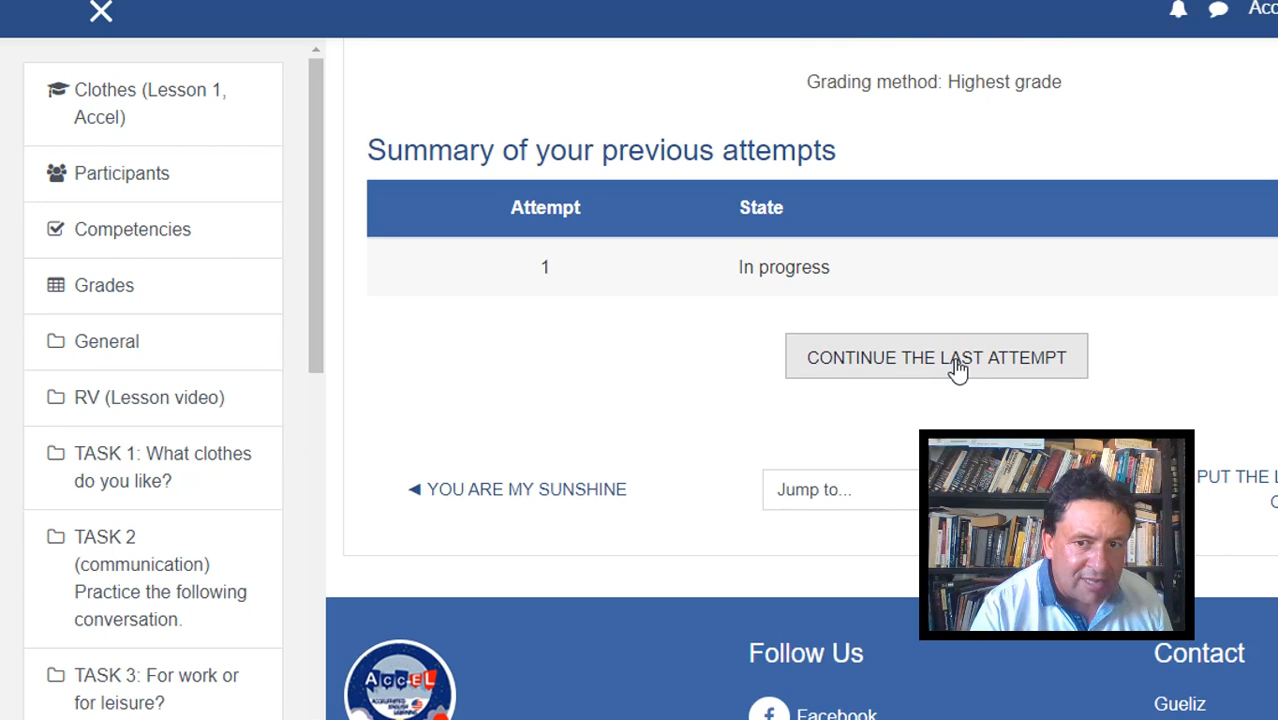 Acc
Clothes (Lesson 1,
Accel)
Participants
Competencies
Grades
General
RV (Lesson video)
TASK 1: What clothes
do you like?
TASK 2
(communication)
Practice the following
conversation.
TASK 3: For work or
for leisure?
Grading method: Highest grade
Summary of your previous attempts
Attempt State
1 In progress
CONTINUE THE LAST ATTEMPT
◄ YOU ARE MY SUNSHINE
Jump to...
PUT THE
ACCEL
ACCELERATED
ENGLISH
Follow Us
Facebook
Contact
Gueliz